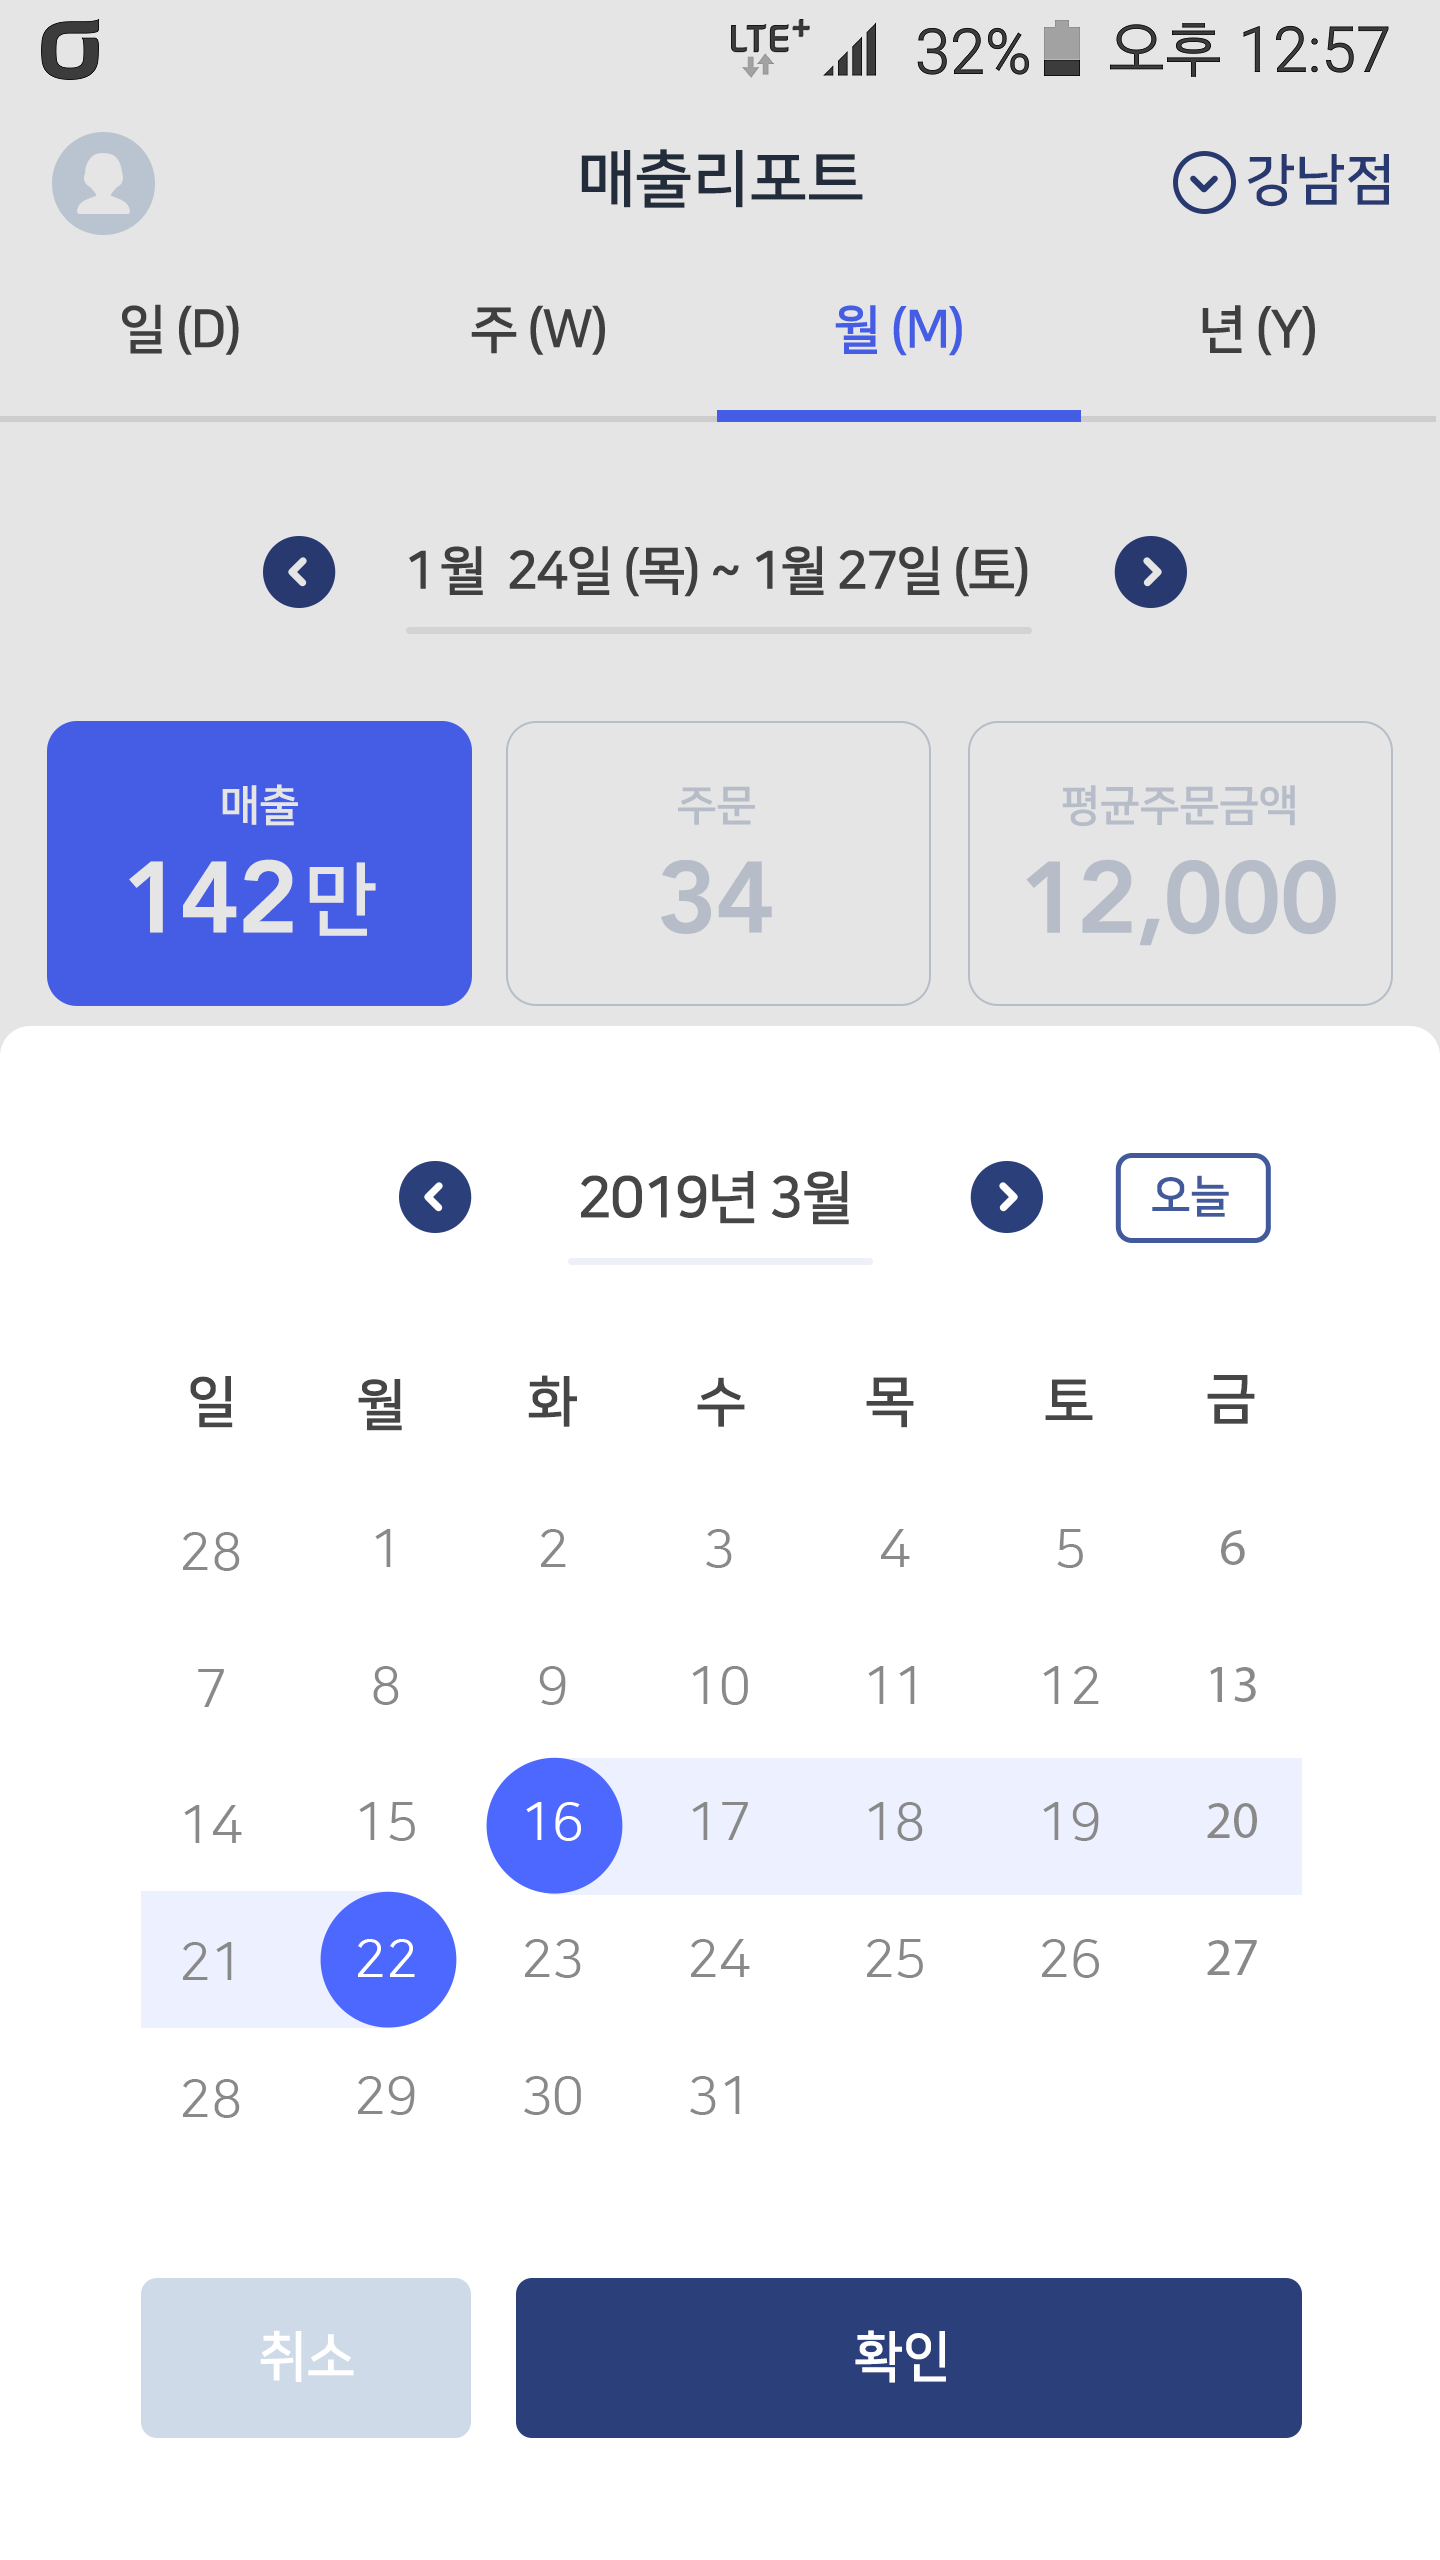 LTE+ 32% 오후 12:57
매출리포트 강남점
일 (D) 주 (W) 월 (M) 년 (Y)
1월 24일 (목) ~ 1월 27일 (토)
매출 주문 평균주문금액
142만 34 12,000
2019년 3월 오늘
일 월 화 수 목 토 금
28 1 2 3 4 5 6
7 8 9 10 11 12 13
14 15 16 17 18 19 20
21 22 23 24 25 26 27
28 29 30 31
취소 확인